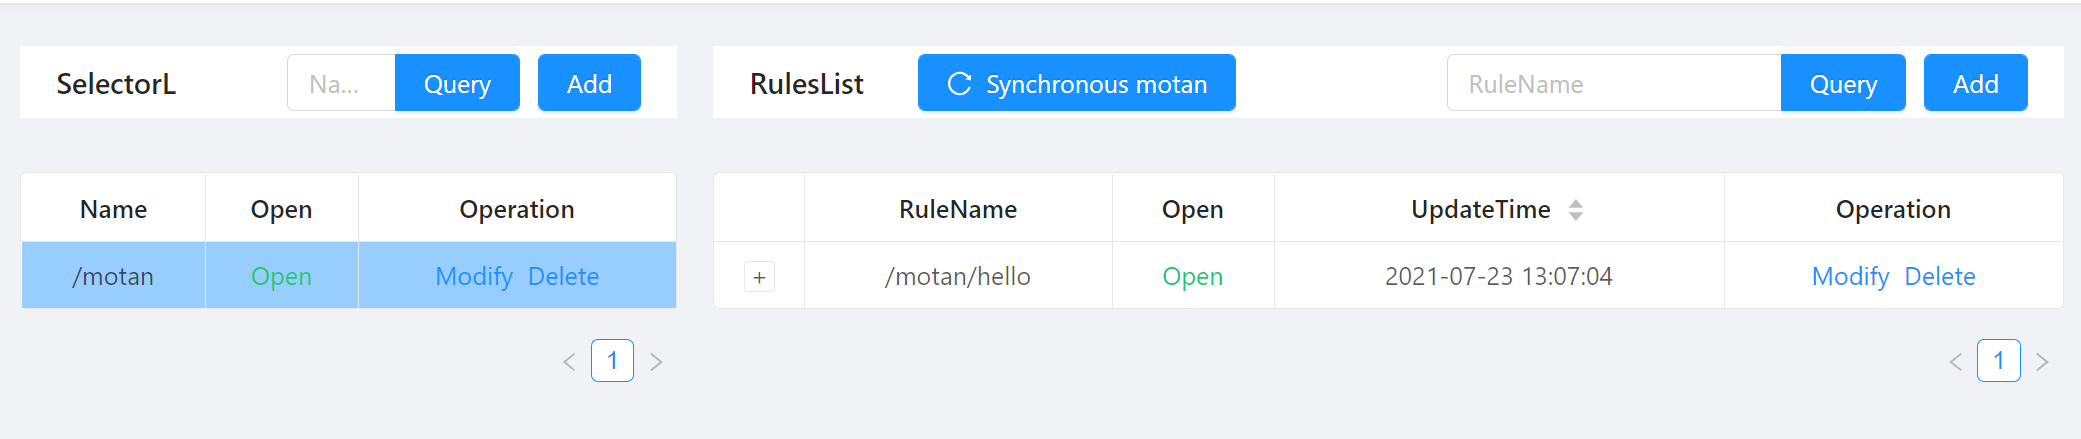 SelectorL Na... Query Add
RulesList Synchronous motan RuleName Query Add
Name Open Operation
/motan Open Modify Delete
1
RuleName Open UpdateTime Operation
+ /motan/hello Open 2021-07-23 13:07:04 Modify Delete
1